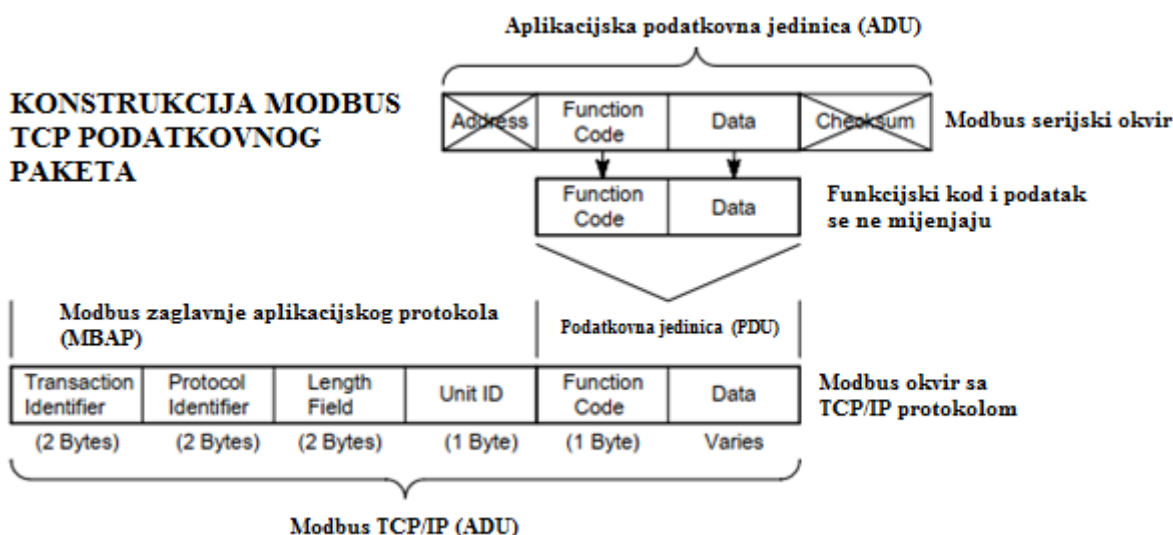 Aplikacijska podatkovna jedinica (ADU)
KONSTRUKCIJA MODBUS
TCP PODATKOVNOG
PAKETA
Address
Function
Code
Data
Checksum
Modbus serijski okvir
Function
Code
Data
Funkcijski kod i podatak
se ne mijenjaju
Modbus zaglavnje aplikacijskog protokola
(MBAP)
Podatkovna jedinica (PDU)
Transaction
Identifier
Protocol
Identifier
Length
Field
Unit ID
Function
Code
Data
Modbus okvir sa
TCP/IP protokolom
(2 Bytes)
(2 Bytes)
(2 Bytes)
(1 Byte)
(1 Byte)
Varies
Modbus TCP/IP (ADU)